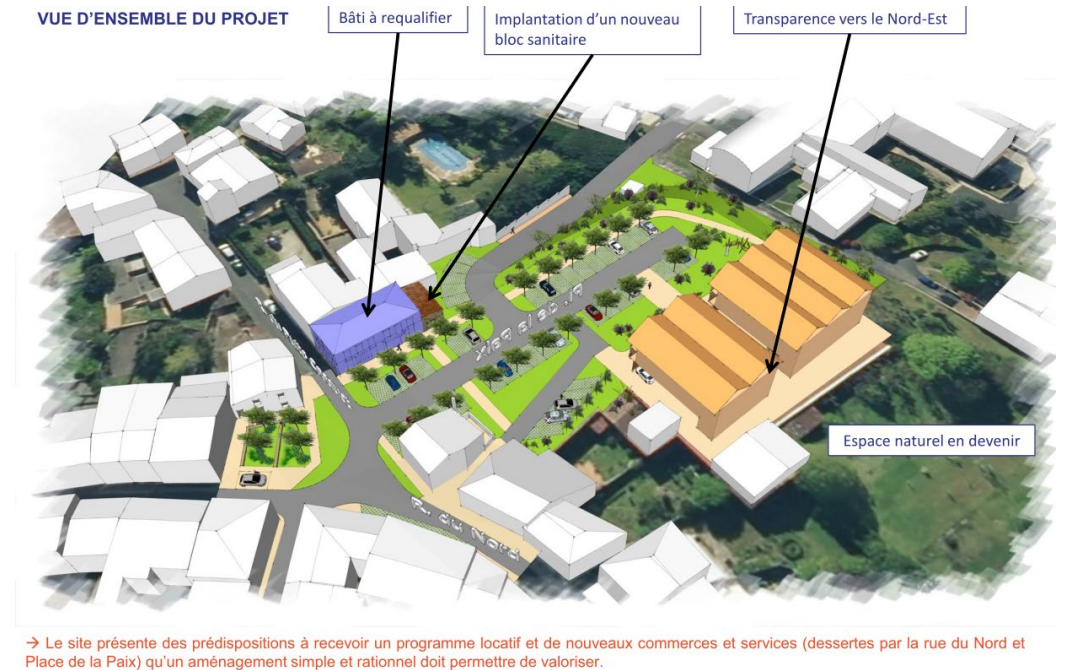 VUE D'ENSEMBLE DU PROJET
Bâti à requalifier
Implantation d'un nouveau
bloc sanitaire
Transparence vers le Nord-Est
Pl. de la Paix
Espace naturel en devenir
R. du Nord
→ Le site présente des prédispositions à recevoir un programme locatif et de nouveaux commerces et services (dessertes par la rue du Nord et
Place de la Paix) qu'un aménagement simple et rationnel doit permettre de valoriser.